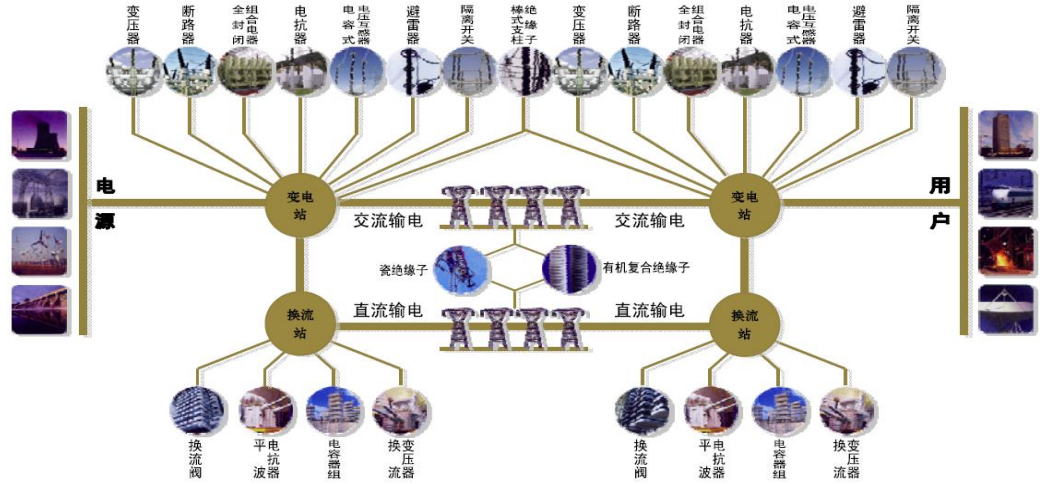 变压器
断路器
全封闭
组合电器
电抗器
电容式
电压互感器
避雷器
隔离开关
棒式支柱
绝缘子
变压器
断路器
全封闭
组合电器
电抗器
电容式
电压互感器
避雷器
隔离开关
电源
变电站
交流输电
交流输电
变电站
用户
瓷绝缘子
有机复合绝缘子
换流站
直流输电
直流输电
换流站
换流阀
平波
电抗器
电容器组
换流
变压器
换流阀
平波
电抗器
电容器组
换流
变压器